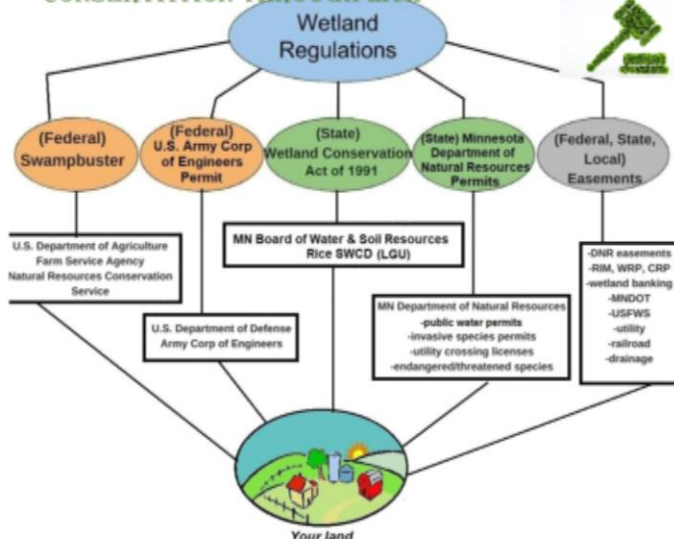 Wetland
Regulations
(Federal)
Swampbuster
(Federal)
U.S. Army Corp
of Engineers
Permit
(State)
Wetland Conservation
Act of 1991
(State) Minnesota
Department of
Natural Resources
Permits
(Federal, State,
Local)
Easements
U.S. Department of Agriculture
Farm Service Agency
Natural Resources Conservation
Service
U.S. Department of Defense
Army Corp of Engineers
MN Board of Water & Soil Resources
Rice SWCD (LGU)
MN Department of Natural Resources
-public water permits
-invasive species permits
-utility crossing licenses
-endangered/threatened species
-DNR easements
-RIM, WRP, CRP
-wetland banking
-MNDOT
-USFWS
-utility
-railroad
-drainage
Your land